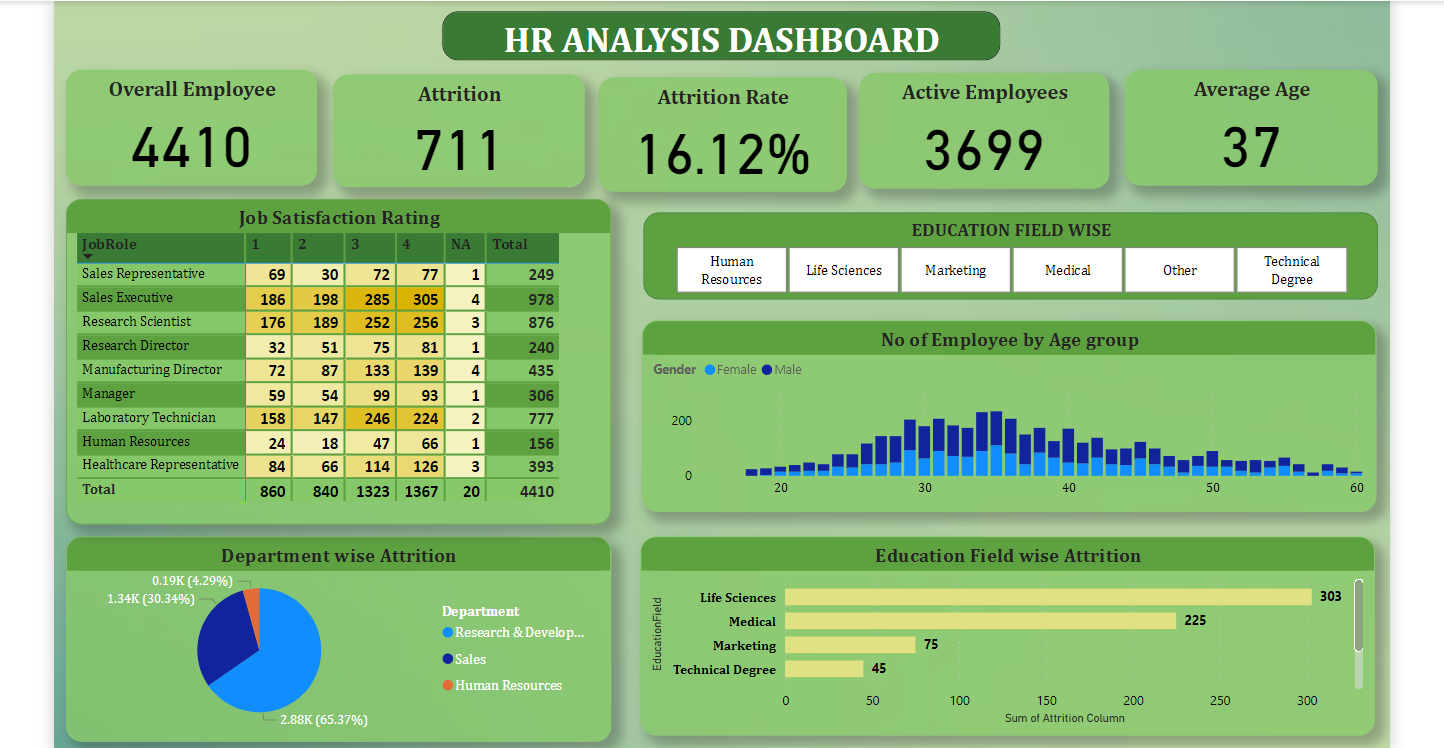 HR ANALYSIS DASHBOARD
Overall Employee
4410
Attrition
711
Attrition Rate
16.12%
Active Employees
3699
Average Age
37
Job Satisfaction Rating
JobRole 1 2 3 4 NA Total
Sales Representative 69 30 72 77 1 249
Sales Executive 186 198 285 305 4 978
Research Scientist 176 189 252 256 3 876
Research Director 32 51 75 81 1 240
Manufacturing Director 72 87 133 139 4 435
Manager 59 54 99 93 1 306
Laboratory Technician 158 147 246 224 2 777
Human Resources 24 18 47 66 1 156
Healthcare Representative 84 66 114 126 3 393
Total 860 840 1323 1367 20 4410
EDUCATION FIELD WISE
Human
Resources
Life Sciences
Marketing
Medical
Other
Technical
Degree
No of Employee by Age group
Gender Female Male
200
0
20 30 40 50 60
Department wise Attrition
0.19K (4.29%)
1.34K (30.34%)
2.88K (65.37%)
Department
Research & Develop...
Sales
Human Resources
Education Field wise Attrition
EducationField
Life Sciences 303
Medical 225
Marketing 75
Technical Degree 45
0 50 100 150 200 250 300
Sum of Attrition Column